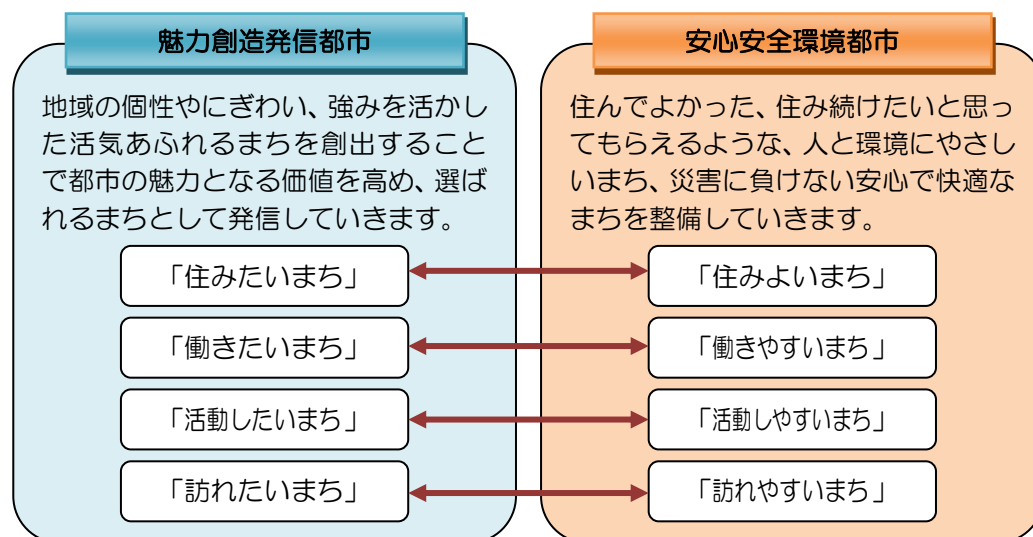 魅力創造発信都市
地域の個性やにぎわい、強みを活かし
た活気あふれるまちを創出すること
で都市の魅力となる価値を高め、選ば
れるまちとして発信していきます。
「住みたいまち」
「働きたいまち」
「活動したいまち」
「訪れたいまち」
安心安全環境都市
住んでよかった、住み続けたいと思っ
てもらえるような、人と環境にやさし
いまち、災害に負けない安心で快適な
まちを整備していきます。
「住みよいまち」
「働きやすいまち」
「活動しやすいまち」
「訪れやすいまち」